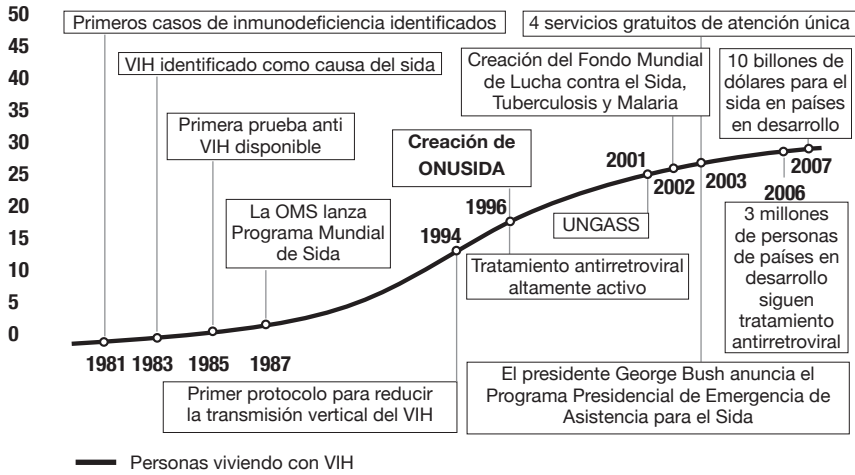 50
45
40
35
30
25
20
15
10
5
0
Primeros casos de inmunodeficiencia identificados
4 servicios gratuitos de atención única
VIH identificado como causa del sida
Creación del Fondo Mundial
de Lucha contra el Sida,
Tuberculosis y Malaria
10 billones de
dólares para el
sida en países
en desarrollo
Primera prueba anti
VIH disponible
Creación de
ONUSIDA
La OMS lanza
Programa Mundial
de Sida
UNGASS
Tratamiento antirretroviral
altamente activo
3 millones
de personas
de países en
desarrollo
siguen
tratamiento
antirretroviral
1981
1983
1985
1987
1994
1996
2001
2002
2003
2006
2007
Primer protocolo para reducir
la transmisión vertical del VIH
El presidente George Bush anuncia el
Programa Presidencial de Emergencia de
Asistencia para el Sida
Personas viviendo con VIH